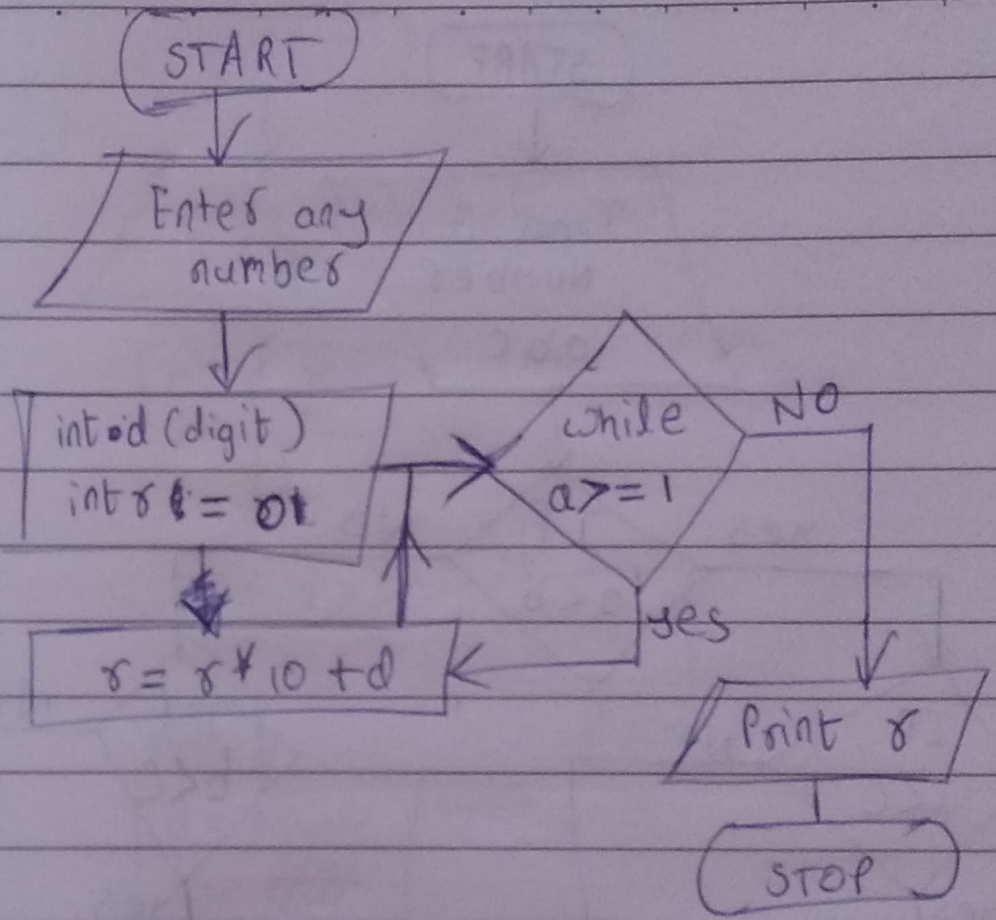 START
Enter any
number
int d (digit)
int r = 0
while
a>=1
NO
yes
r = r * 10 + d
Print r
STOP